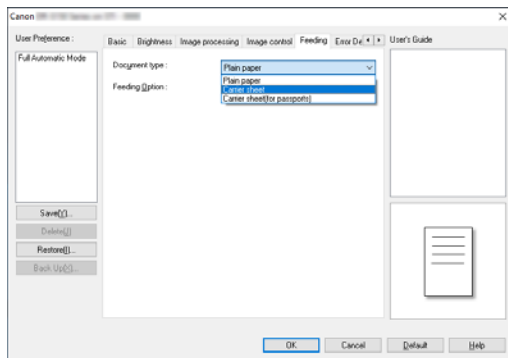 Canon
User Preference :
Full Automatic Mode
Save(V)...
Delete(J)
Restore(I)...
Back Up(H)...
Basic Brightness Image processing Image control Feeding Error De
Document type :
Plain paper
Plain paper
Carrier sheet
Carrier sheet(for passports)
Feeding Option :
User's Guide
OK Cancel Default Help